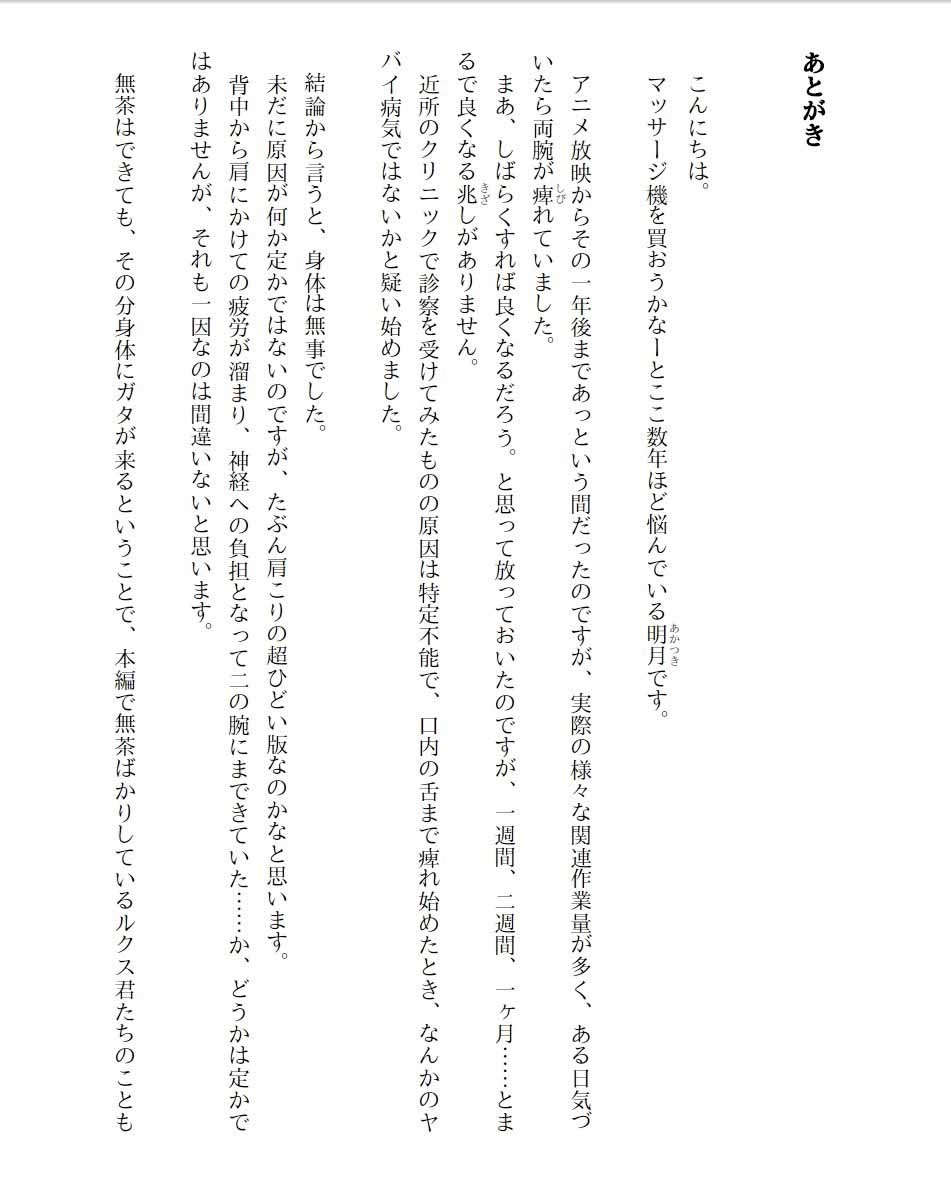 あとがき
こんにちは。
マッサージ機を買おうかなーとここ数年ほど悩んでいる明月です。
アニメ放映からその一年後まであっという間だったのですが、実際の様々な関連作業量が多く、ある日気づ
いたら両腕が痺れていました。
まあ、しばらくすれば良くなるだろう。と思って放っておいたのですが、一週間、二週間、一ヶ月……とま
るで良くなる兆しがありません。
近所のクリニックで診察を受けてみたものの原因は特定不能で、口内の舌まで痺れ始めたとき、なんかのヤ
バイ病気ではないかと疑い始めました。
結論から言うと、身体は無事でした。
未だに原因が何か定かではないのですが、たぶん肩こりの超ひどい版なのかなと思います。
背中から肩にかけての疲労が溜まり、神経への負担となって二の腕にまできていた……か、どうかは定かで
はありませんが、それも一因なのは間違いないと思います。
無茶はできても、その分身体にガタが来るということで、本編で無茶ばかりしているルクス君たちのことも